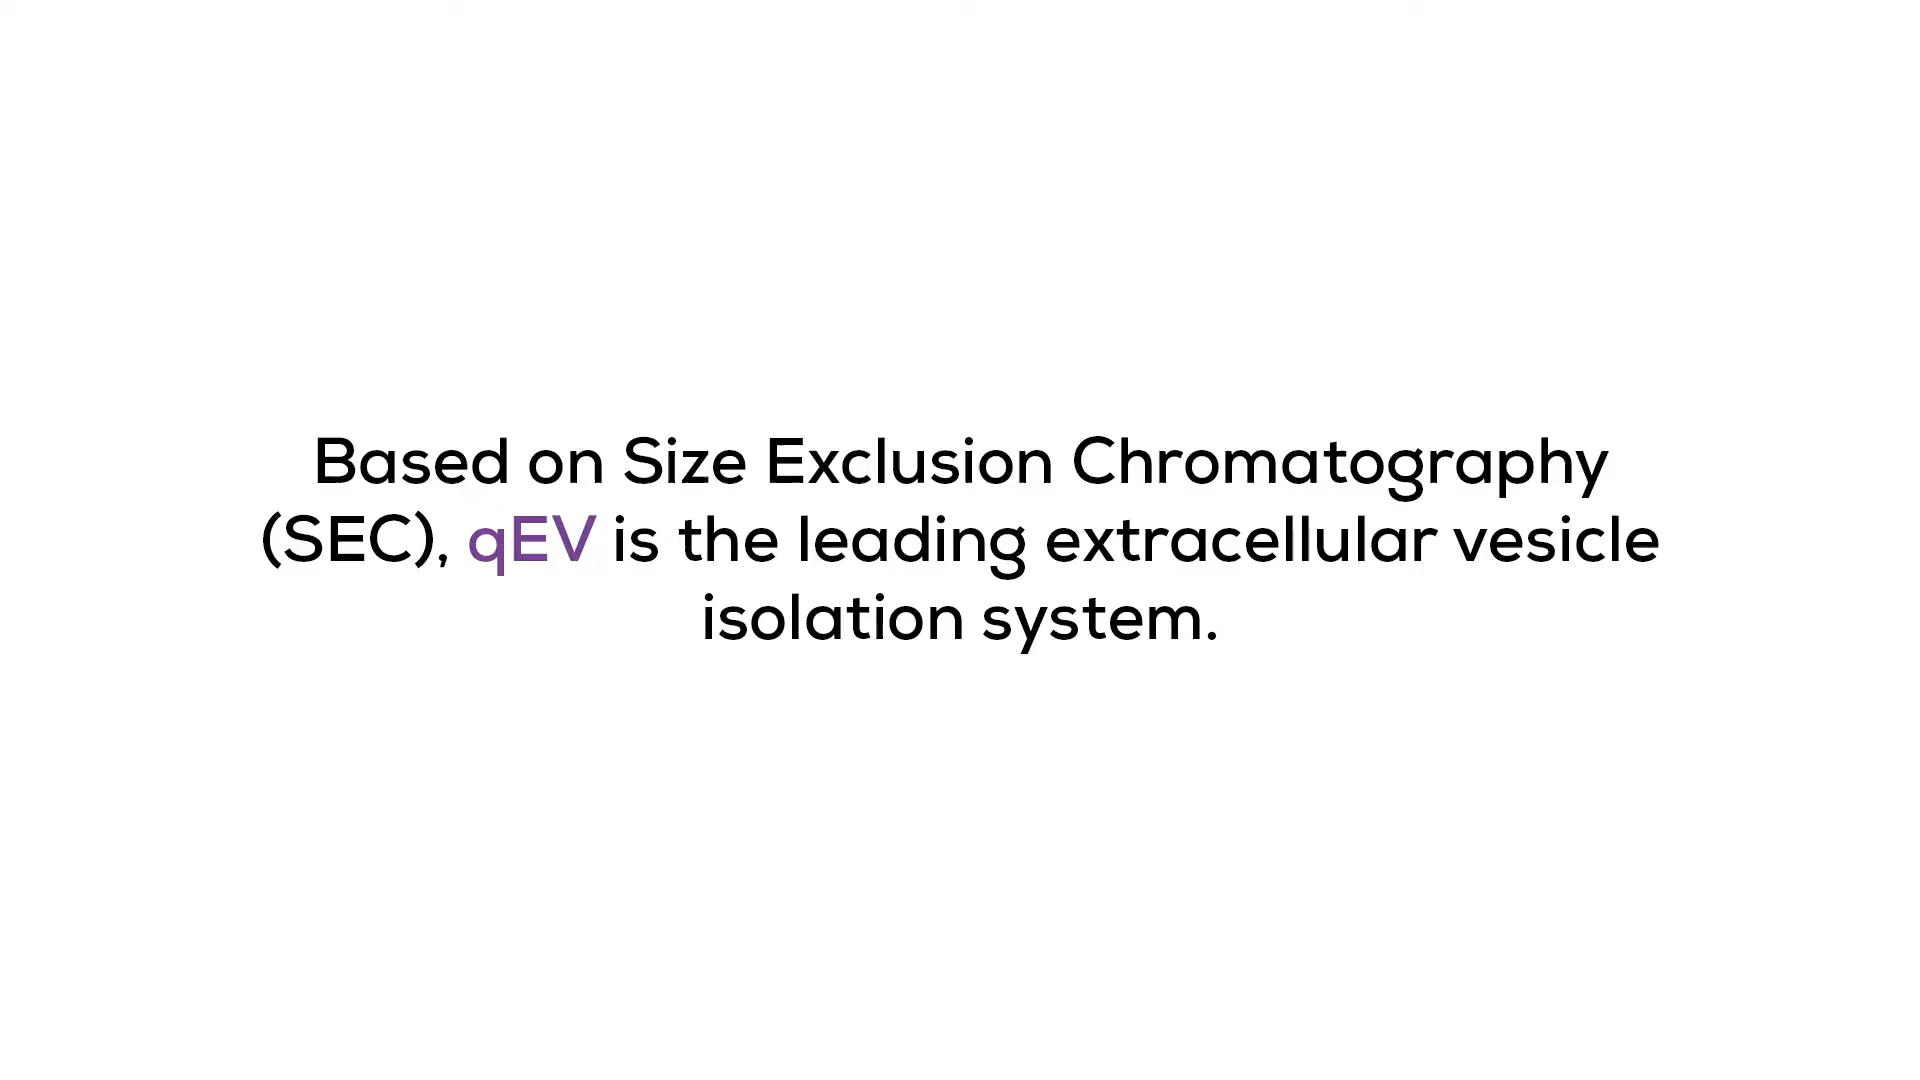 Based on Size Exclusion Chromatography
(SEC), qEV is the leading extracellular vesicle
isolation system.